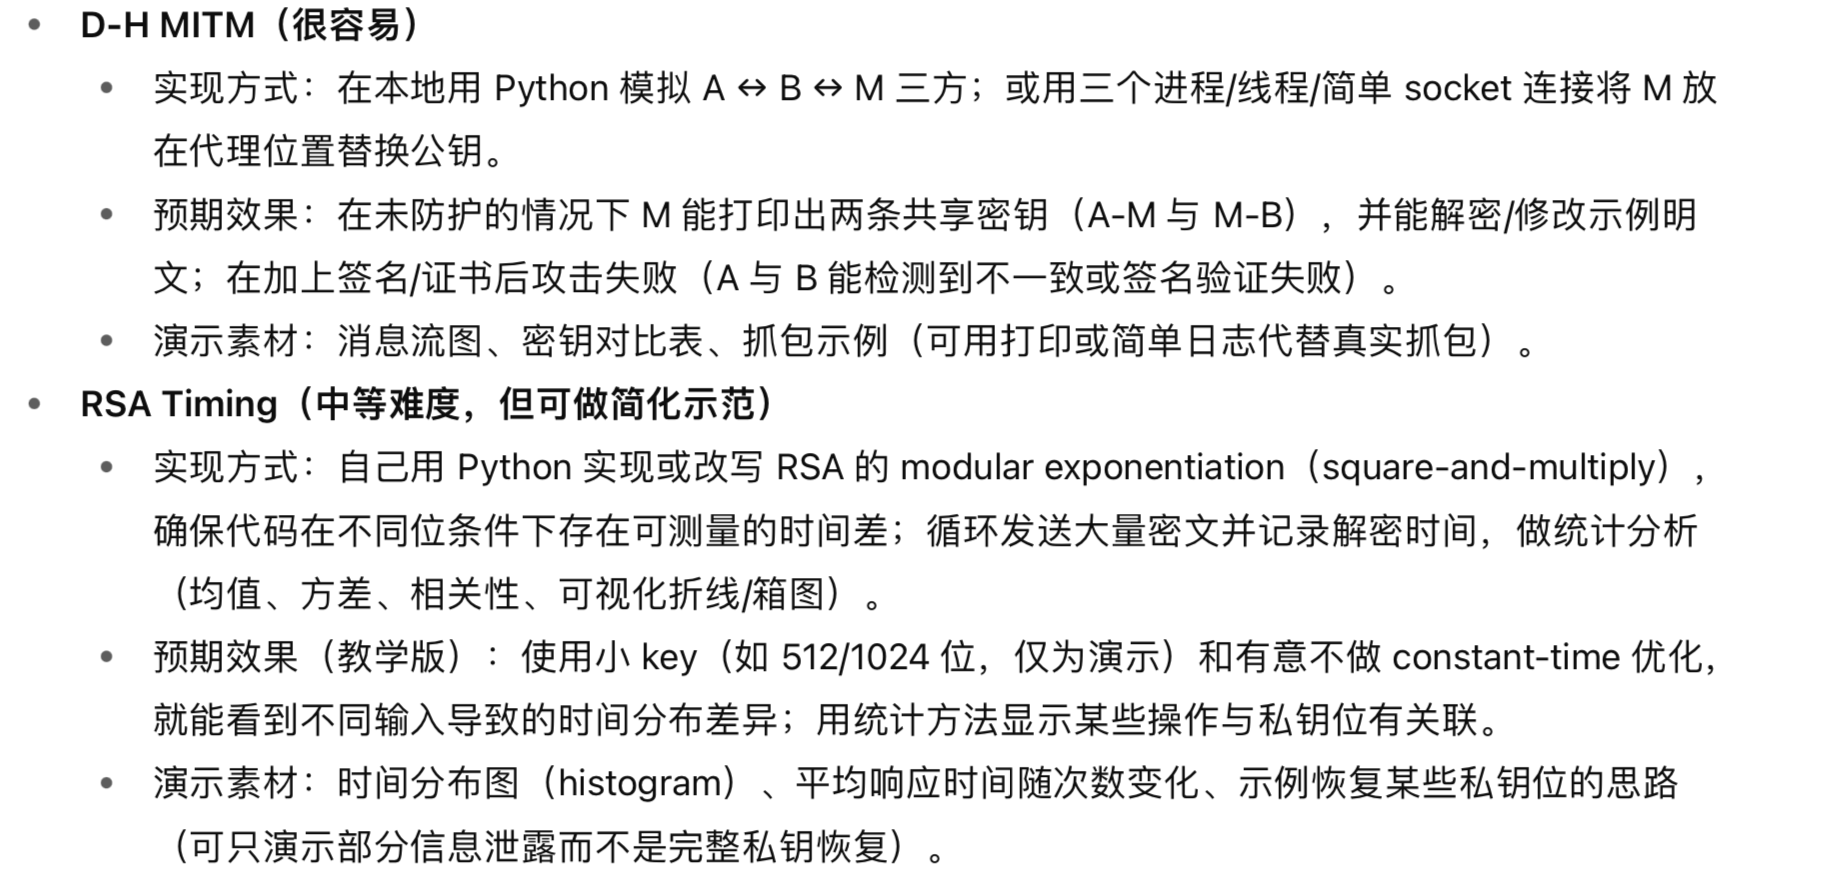 D-H MITM（很容易）
实现方式：在本地用 Python 模拟 A ↔ B ↔ M 三方；或用三个进程/线程/简单 socket 连接将 M 放
在代理位置替换公钥。
预期效果：在未防护的情况下 M 能打印出两条共享密钥（A-M 与 M-B），并能解密/修改示例明
文；在加上签名/证书后攻击失败（A 与 B 能检测到不一致或签名验证失败）。
演示素材：消息流图、密钥对比表、抓包示例（可用打印或简单日志代替真实抓包）。
RSA Timing（中等难度，但可做简化示范）
实现方式：自己用 Python 实现或改写 RSA 的 modular exponentiation（square-and-multiply），
确保代码在不同位条件下存在可测量的时间差；循环发送大量密文并记录解密时间，做统计分析
（均值、方差、相关性、可视化折线/箱图）。
预期效果（教学版）：使用小 key（如 512/1024 位，仅为演示）和有意不做 constant-time 优化，
就能看到不同输入导致的时间分布差异；用统计方法显示某些操作与私钥位有关联。
演示素材：时间分布图（histogram）、平均响应时间随次数变化、示例恢复某些私钥位的思路
（可只演示部分信息泄露而不是完整私钥恢复）。